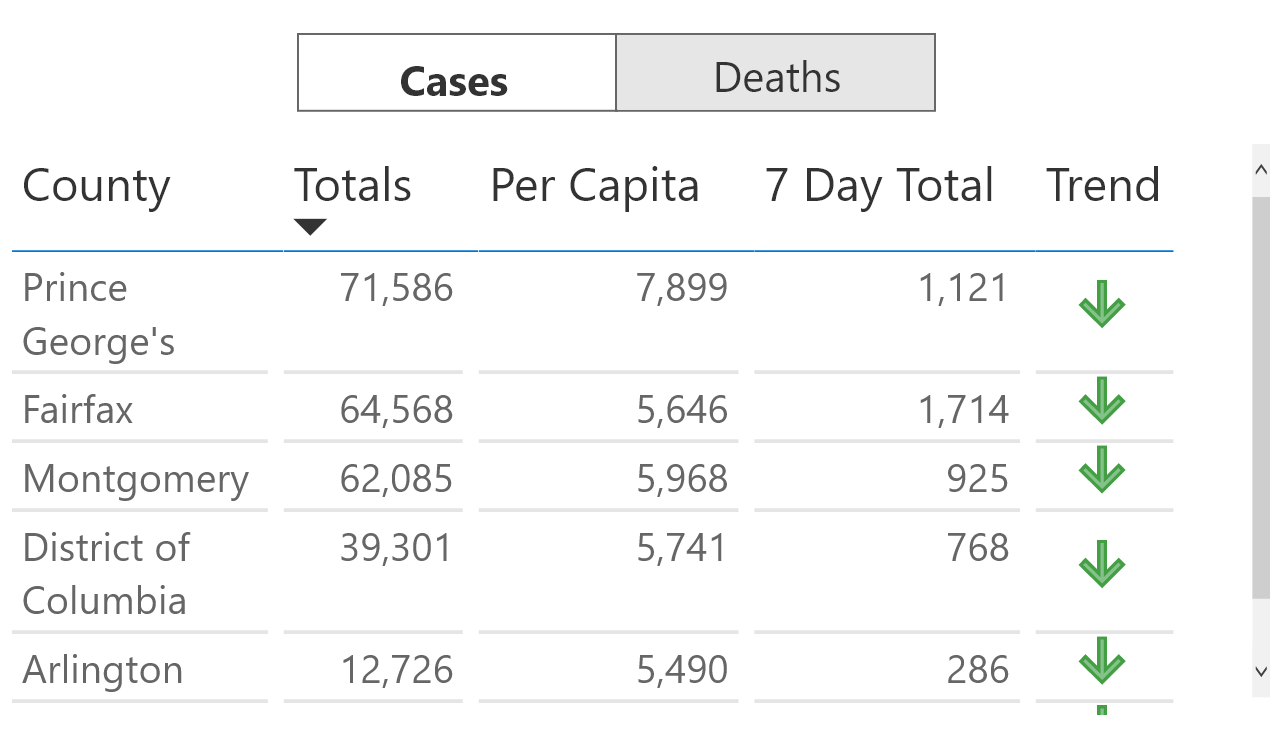 Cases Deaths
County Totals Per Capita 7 Day Total Trend
Prince 71,586 7,899 1,121
George's
Fairfax 64,568 5,646 1,714
Montgomery 62,085 5,968 925
District of 39,301 5,741 768
Columbia
Arlington 12,726 5,490 286